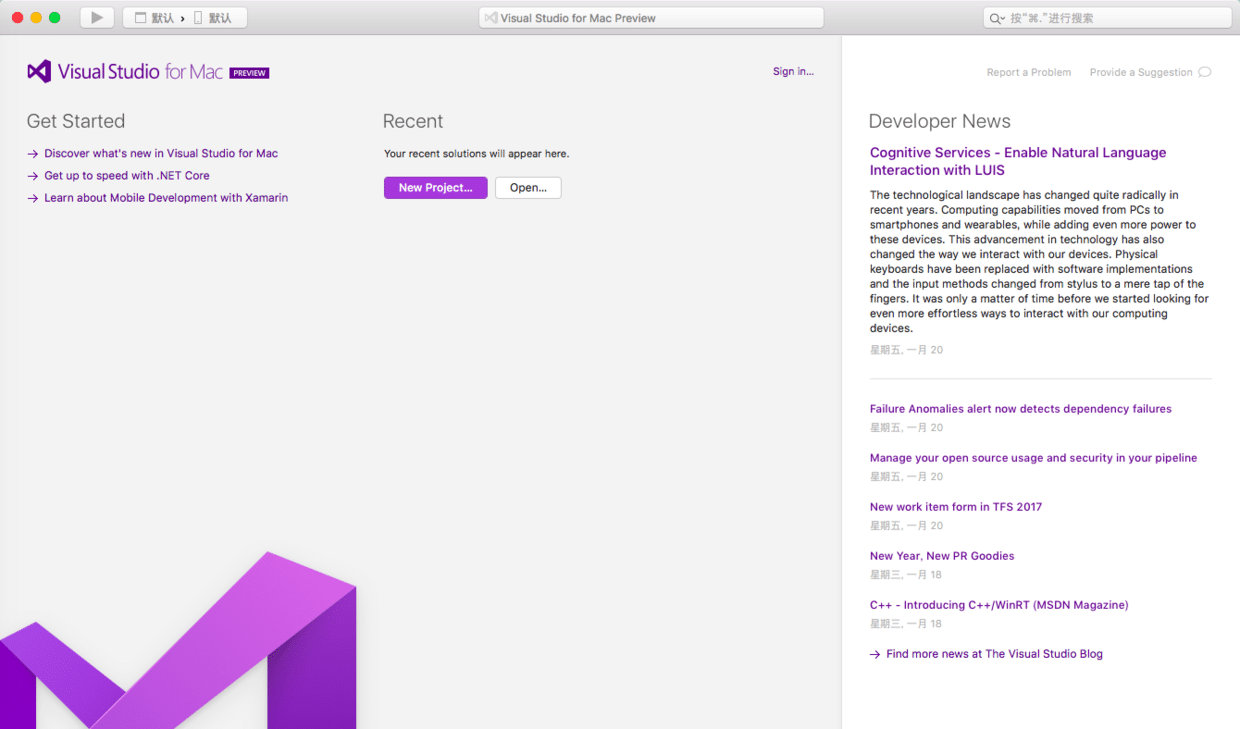 默认 › 默认
Visual Studio for Mac Preview
按“⌘.”进行搜索
Visual Studio for Mac PREVIEW
Sign in...
Report a Problem
Provide a Suggestion
Get Started
Discover what's new in Visual Studio for Mac
Get up to speed with .NET Core
Learn about Mobile Development with Xamarin
Recent
Your recent solutions will appear here.
New Project...
Open...
Developer News
Cognitive Services - Enable Natural Language
Interaction with LUIS
The technological landscape has changed quite radically in
recent years. Computing capabilities moved from PCs to
smartphones and wearables, while adding even more power to
these devices. This advancement in technology has also
changed the way we interact with our devices. Physical
keyboards have been replaced with software implementations
and the input methods changed from stylus to a mere tap of the
fingers. It was only a matter of time before we started looking for
even more effortless ways to interact with our computing
devices.
星期五, 一月 20
Failure Anomalies alert now detects dependency failures
星期五, 一月 20
Manage your open source usage and security in your pipeline
星期五, 一月 20
New work item form in TFS 2017
星期五, 一月 20
New Year, New PR Goodies
星期三, 一月 18
C++ - Introducing C++/WinRT (MSDN Magazine)
星期三, 一月 18
Find more news at The Visual Studio Blog